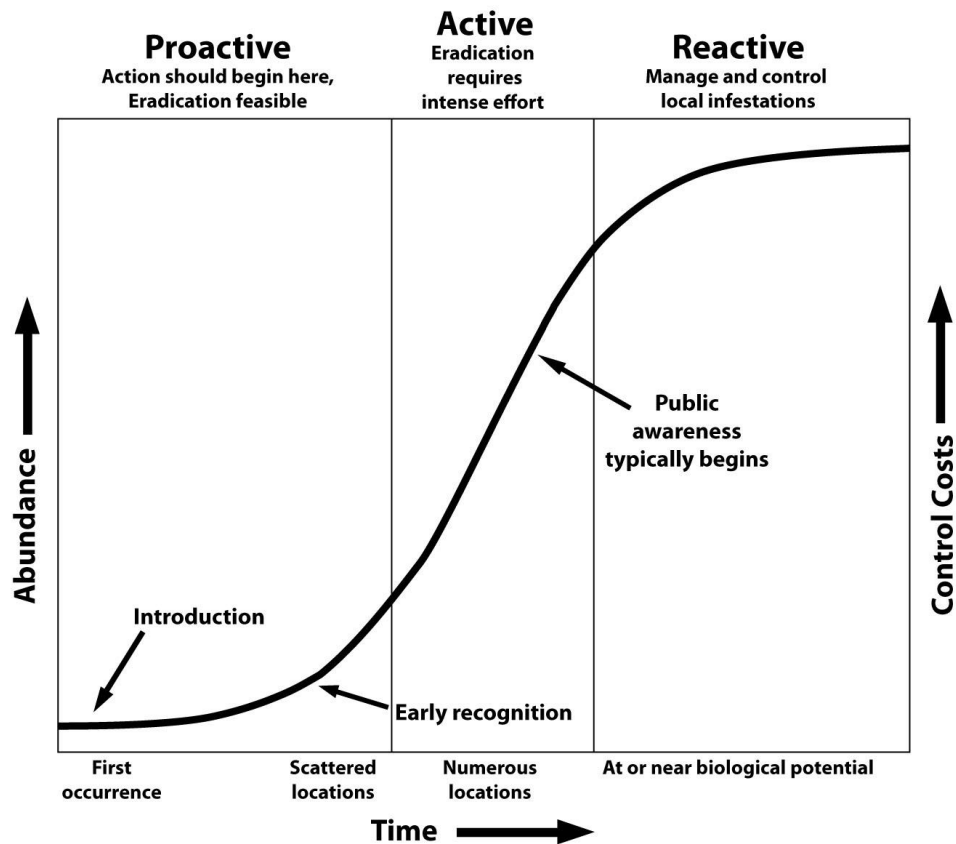 Proactive
Action should begin here,
Eradication feasible
Active
Eradication
requires
intense effort
Reactive
Manage and control
local infestations
Abundance
Control Costs
Public
awareness
typically begins
Introduction
Early recognition
First
occurrence
Scattered
locations
Numerous
locations
At or near biological potential
Time